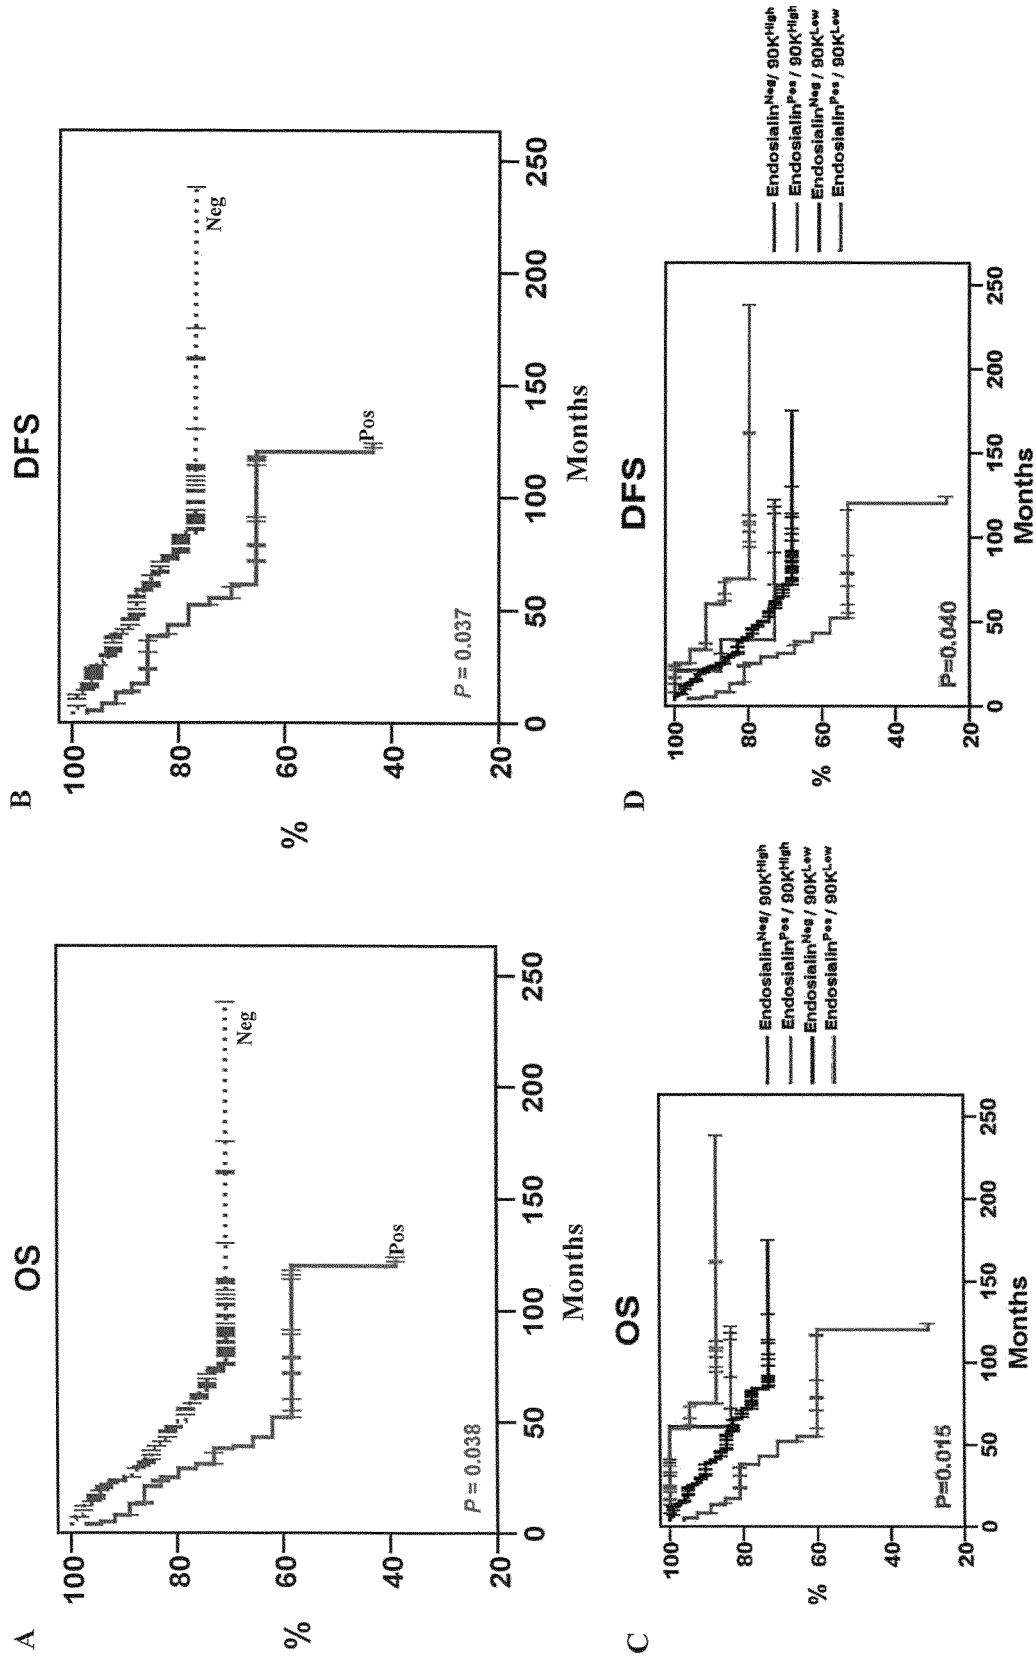 A
OS
100
80
60
40
20
%
P = 0.038
Neg
Pos
0
50
100
150
200
250
Months
B
DFS
100
80
60
40
20
%
P = 0.037
Neg
Pos
0
50
100
150
200
250
Months
C
OS
100
80
60
40
20
%
P=0.015
0
50
100
150
200
250
Months
EndosialinNeg/ 90KHigh
EndosialinPos / 90KHigh
EndosialinNeg / 90KLow
EndosialinPos / 90KLow
D
DFS
100
80
60
40
20
%
P=0.040
0
50
100
150
200
250
Months
EndosialinNeg/ 90KHigh
EndosialinPos / 90KHigh
EndosialinNeg / 90KLow
EndosialinPos / 90KLow